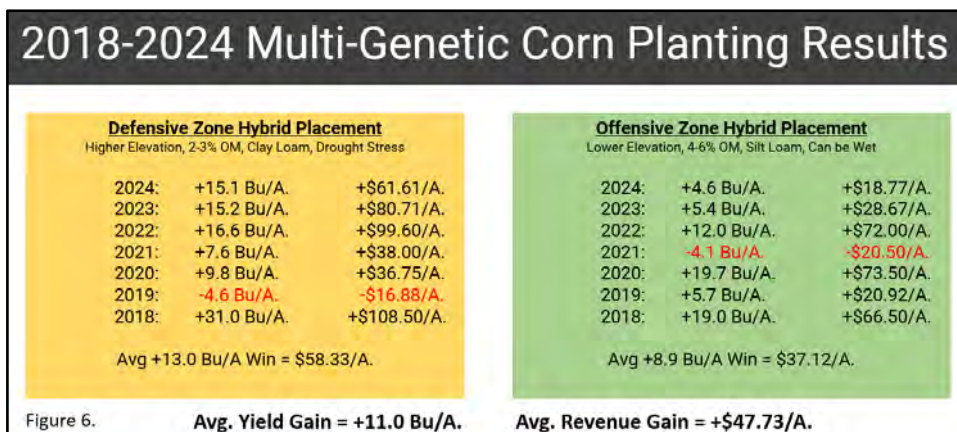 2018-2024 Multi-Genetic Corn Planting Results
Defensive Zone Hybrid Placement
Higher Elevation, 2-3% OM, Clay Loam, Drought Stress
2024: +15.1 Bu/A. +$61.61/A.
2023: +15.2 Bu/A. +$80.71/A.
2022: +16.6 Bu/A. +$99.60/A.
2021: +7.6 Bu/A. +$38.00/A.
2020: +9.8 Bu/A. +$36.75/A.
2019: -4.6 Bu/A. -$16.88/A.
2018: +31.0 Bu/A. +$108.50/A.
Avg +13.0 Bu/A Win = $58.33/A.
Offensive Zone Hybrid Placement
Lower Elevation, 4-6% OM, Silt Loam, Can be Wet
2024: +4.6 Bu/A. +$18.77/A.
2023: +5.4 Bu/A. +$28.67/A.
2022: +12.0 Bu/A. +$72.00/A.
2021: -4.1 Bu/A. -$20.50/A.
2020: +19.7 Bu/A. +$73.50/A.
2019: +5.7 Bu/A. +$20.92/A.
2018: +19.0 Bu/A. +$66.50/A.
Avg +8.9 Bu/A Win = $37.12/A.
Figure 6. Avg. Yield Gain = +11.0 Bu/A. Avg. Revenue Gain = +$47.73/A.